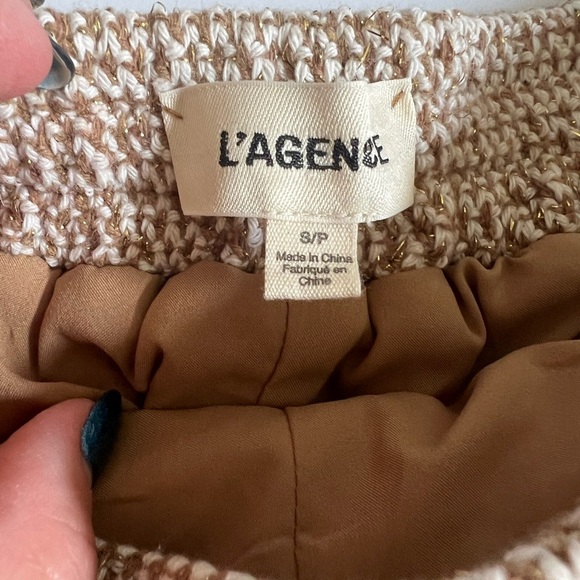 L'AGENCE
S/P
Made in China
Fabriqué en
Chine